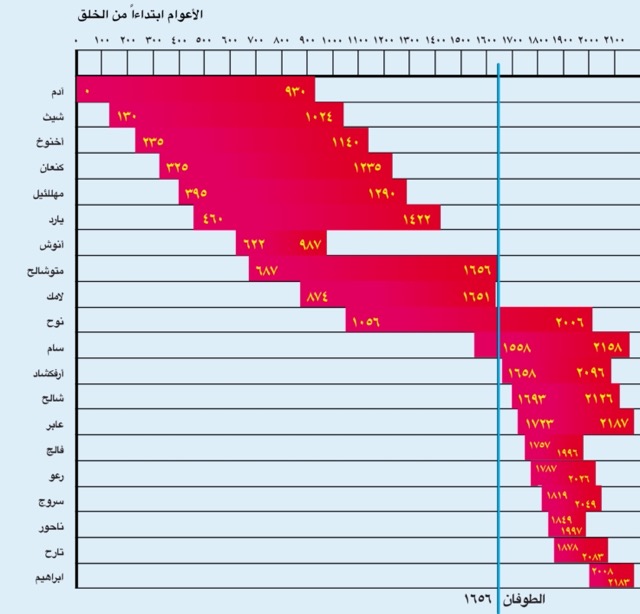 الأعوام ابتداءاً من الخلق
٠ ١٠٠ ٢٠٠ ٣٠٠ ٤٠٠ ٥٠٠ ٦٠٠ ٧٠٠ ٨٠٠ ٩٠٠ ١٠٠٠ ١١٠٠ ١٢٠٠ ١٣٠٠ ١٤٠٠ ١٥٠٠ ١٦٠٠ ١٧٠٠ ١٨٠٠ ١٩٠٠ ٢٠٠٠ ٢١٠٠
آدم ٠ ٩٣٠
شيث ١٣٠ ١٠٢٤
أخنوخ ٢٣٥ ١١٤٠
كنعان ٣٢٥ ١٢٣٥
مهللئيل ٣٩٥ ١٢٩٠
يارد ٤٦٠ ١٤٢٢
أنوش ٦٢٢ ٩٨٧
متوشالح ٦٨٧ ١٦٥٦
لامك ٨٧٤ ١٦٥١
نوح ١٠٥٦ ٢٠٠٦
سام ١٥٥٨ ٢١٥٨
أرفكشاد ١٦٥٨ ٢٠٩٦
شالح ١٦٩٣ ٢١٢٦
عابر ١٧٢٣ ٢١٨٧
فالج ١٧٥٧ ١٩٩٦
رعو ١٧٨٧ ٢٠٢٦
سروج ١٨١٩ ٢٠٤٩
ناحور ١٨٤٩ ١٩٩٧
تارح ١٨٧٨ ٢٠٨٣
ابراهيم ٢٠٠٨ ٢١٨٣
الطوفان ١٦٥٦